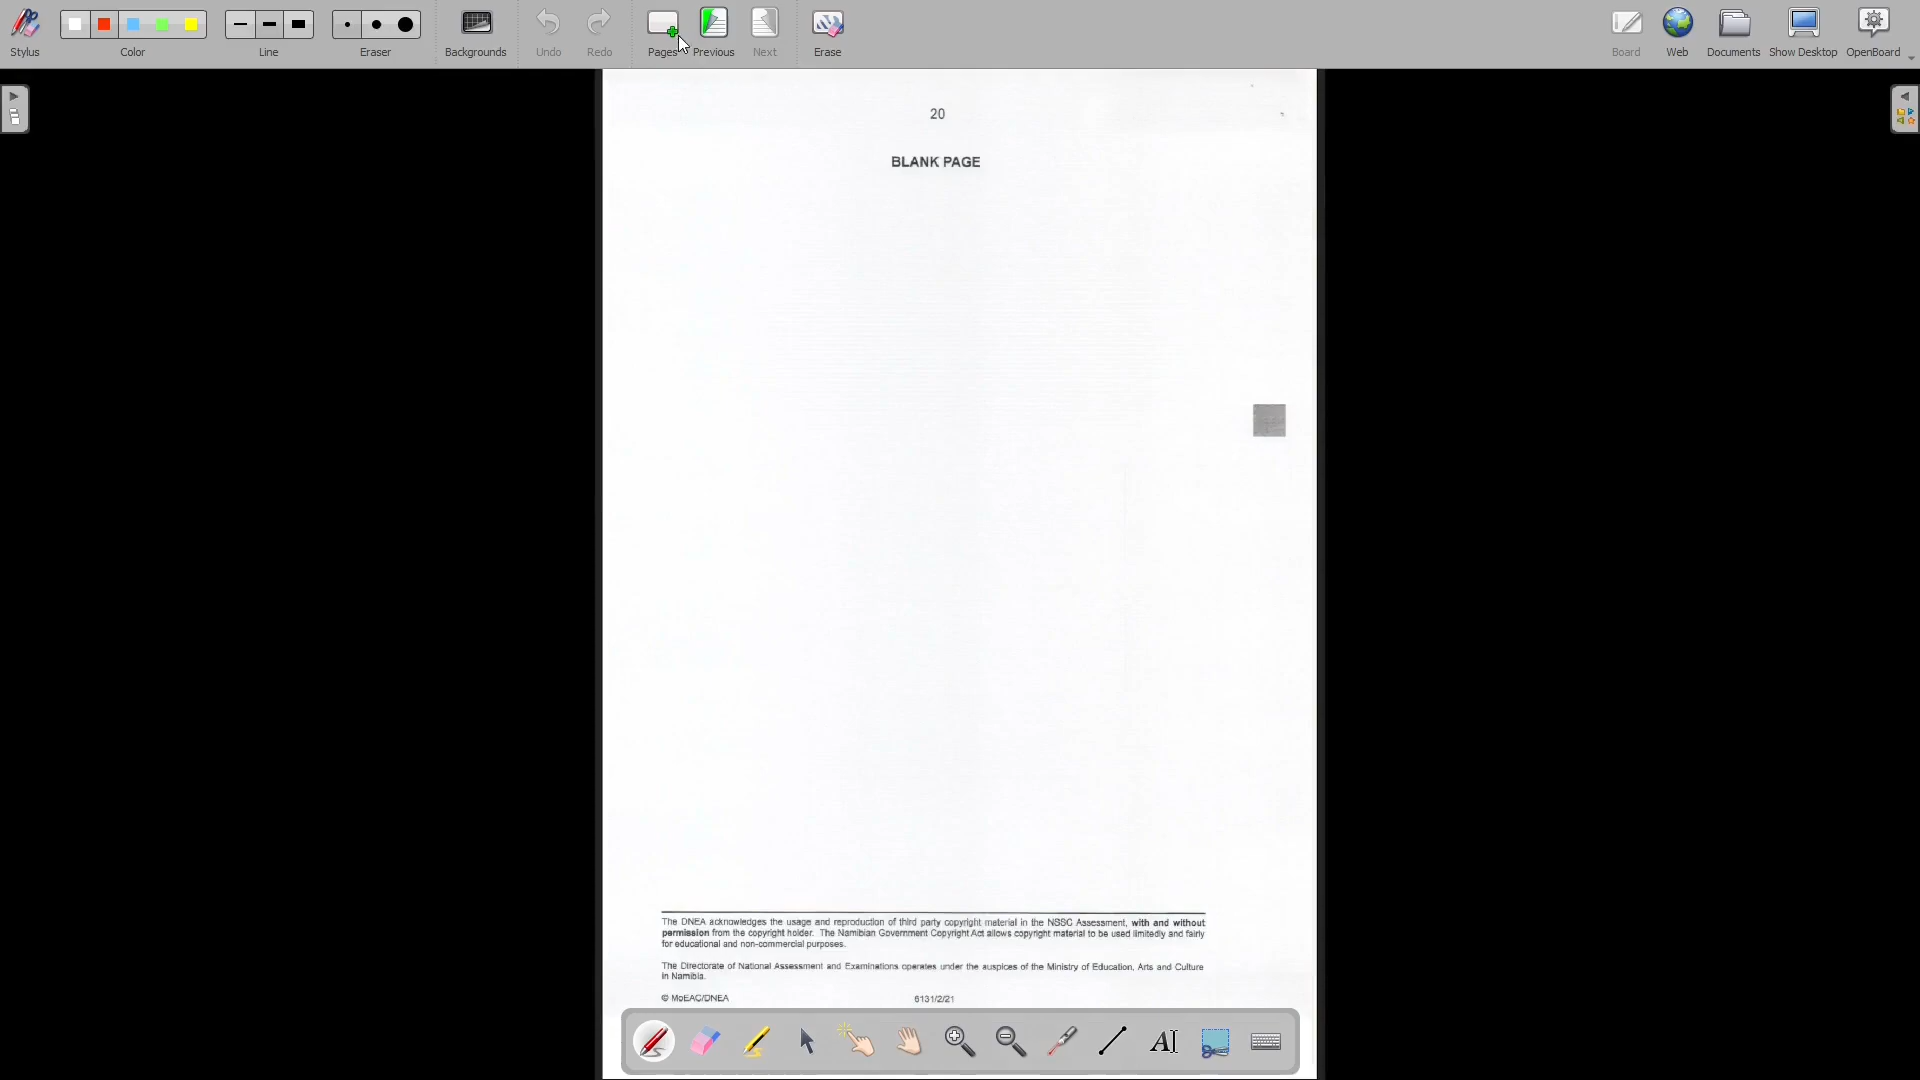 Stylus
Color
Line
Eraser
Backgrounds
Undo
Redo
Pages
Previous
Next
Erase
Board
Web
Documents
Show Desktop
OpenBoard
20
BLANK PAGE
The DNEA acknowledges the usage and reproduction of third party copyright material in the NSSC Assessment, with and without
permission from the copyright holder. The Namibian Government Copyright Act allows copyright material to be used limitedly and fairly
for educational and non-commercial purposes.
The Directorate of National Assessment and Examinations operates under the auspices of the Ministry of Education, Arts and Culture
in Namibia.
© MoEAC/DNEA
6131/2/21
AI